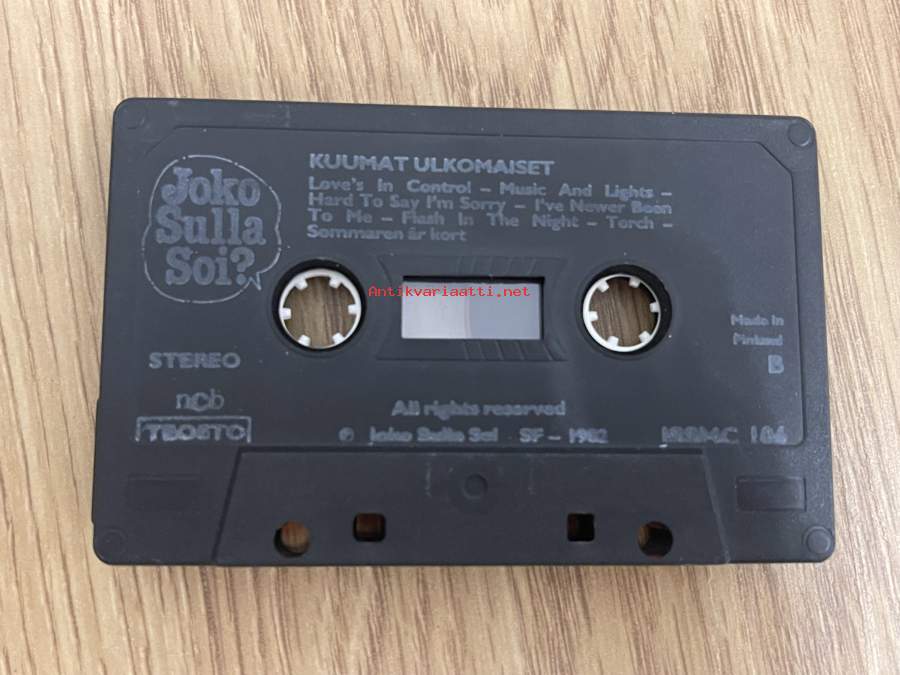 Joko
Sulla
Soi?
KUUMAT ULKOMAISET
Love's In Control – Music And Lights –
Hard To Say I'm Sorry – I've Never Been
To Me – Flash In The Night – Torch –
Sommaren är kort
Antikvariaatti.net
Made in
Finland
B
STEREO
ncb
TEOSTO
All rights reserved
℗ Joko Sulla Soi SF – 1982